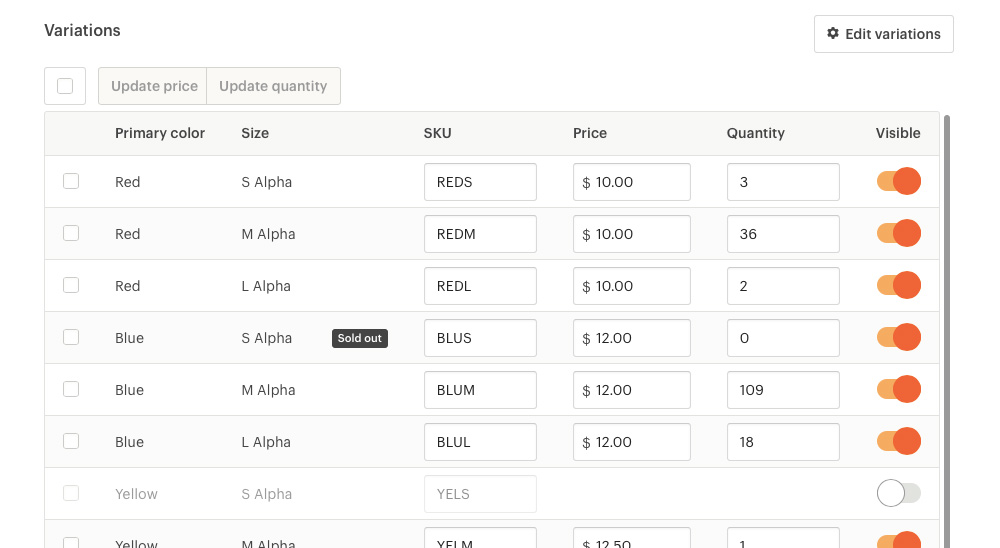 Variations
Edit variations
Update price Update quantity
Primary color Size SKU Price Quantity Visible
Red S Alpha REDS $ 10.00 3
Red M Alpha REDM $ 10.00 36
Red L Alpha REDL $ 10.00 2
Blue S Alpha Sold out BLUS $ 12.00 0
Blue M Alpha BLUM $ 12.00 109
Blue L Alpha BLUL $ 12.00 18
Yellow S Alpha YELS
Yellow M Alpha YELM $ 12.50 1